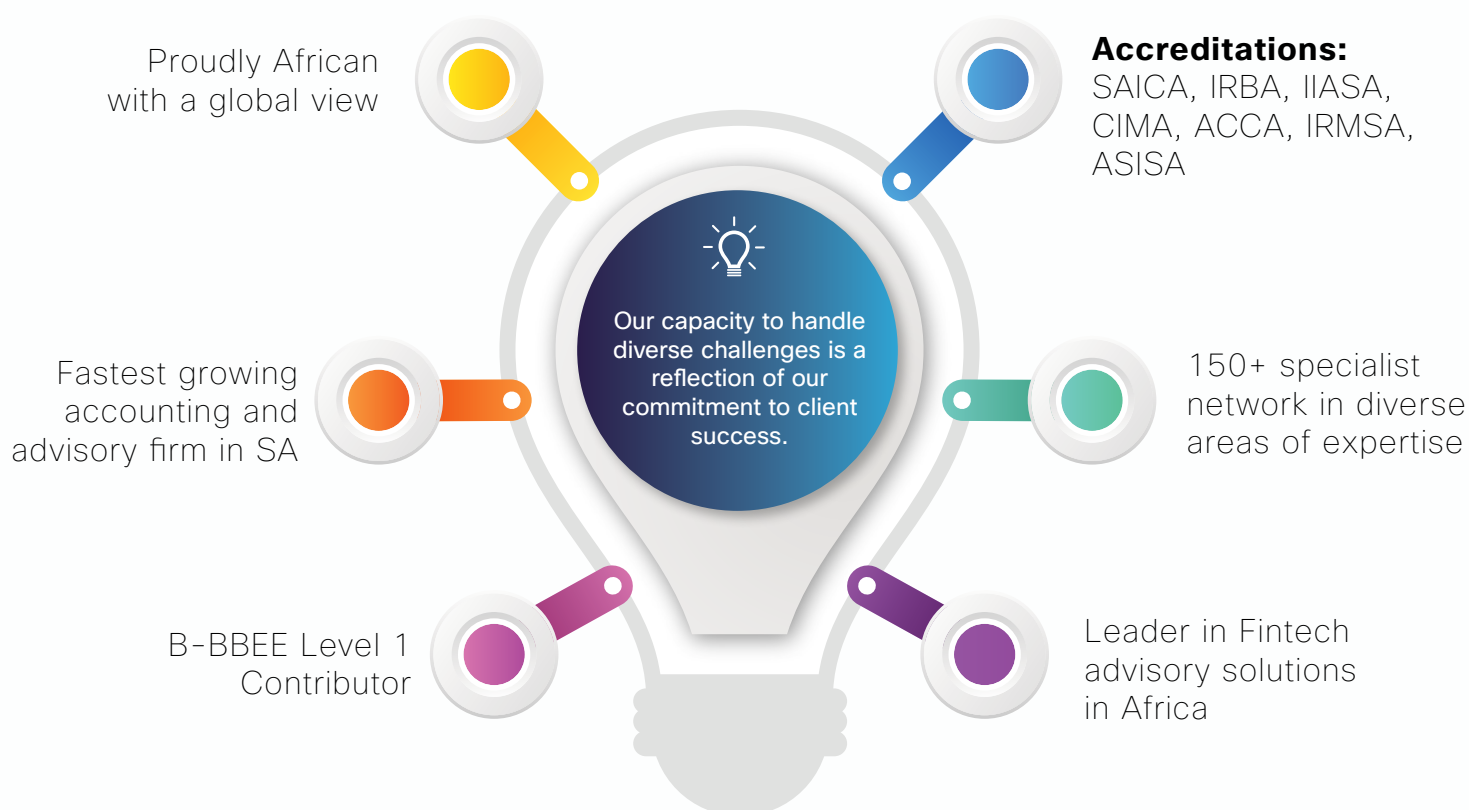 Proudly African
with a global view
Accreditations:
SAICA, IRBA, IIASA,
CIMA, ACCA, IRMSA,
ASISA
Our capacity to handle
diverse challenges is a
reflection of our
commitment to client
success.
Fastest growing
accounting and
advisory firm in SA
150+ specialist
network in diverse
areas of expertise
B-BBEE Level 1
Contributor
Leader in Fintech
advisory solutions
in Africa